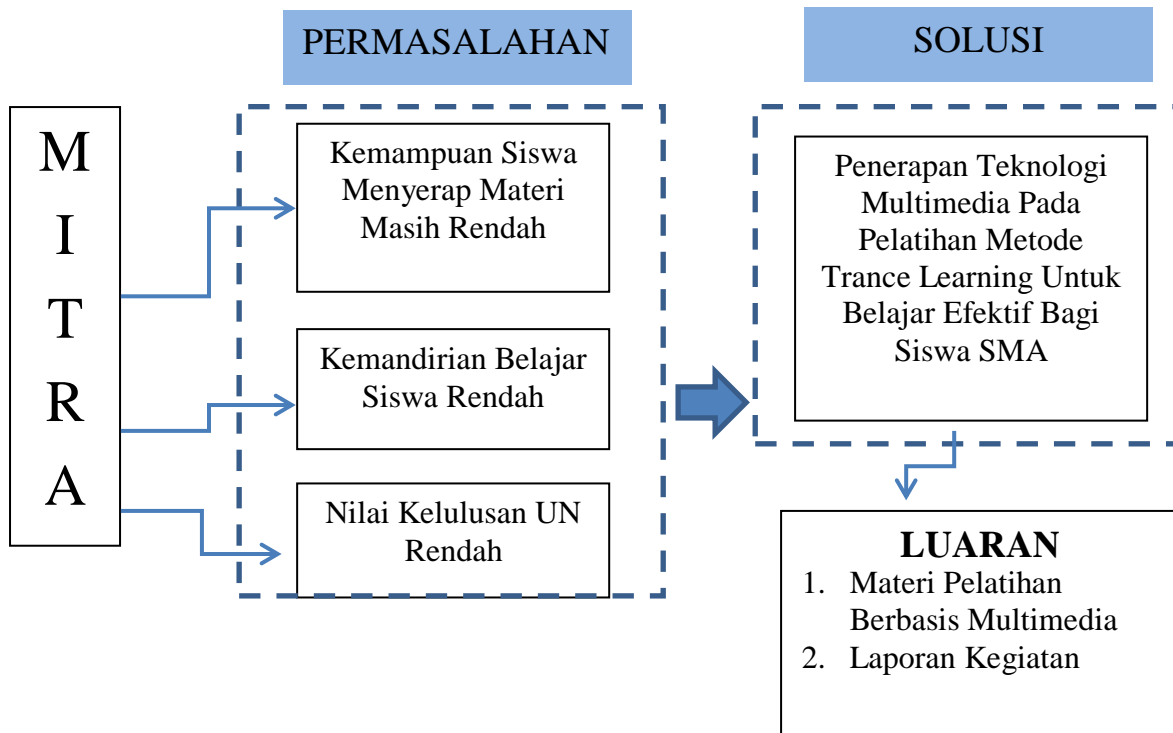 PERMASALAHAN
SOLUSI
M
I
T
R
A
Kemampuan Siswa
Menyerap Materi
Masih Rendah
Kemandirian Belajar
Siswa Rendah
Nilai Kelulusan UN
Rendah
Penerapan Teknologi
Multimedia Pada
Pelatihan Metode
Trance Learning Untuk
Belajar Efektif Bagi
Siswa SMA
LUARAN
1. Materi Pelatihan
Berbasis Multimedia
2. Laporan Kegiatan